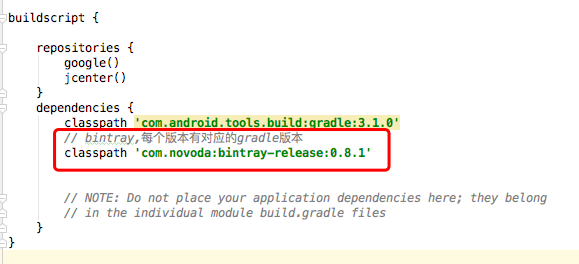 buildscript {
repositories {
google()
jcenter()
}
dependencies {
classpath 'com.android.tools.build:gradle:3.1.0'
// bintray,每个版本有对应的gradle版本
classpath 'com.novoda:bintray-release:0.8.1'
// NOTE: Do not place your application dependencies here; they belong
// in the individual module build.gradle files
}
}